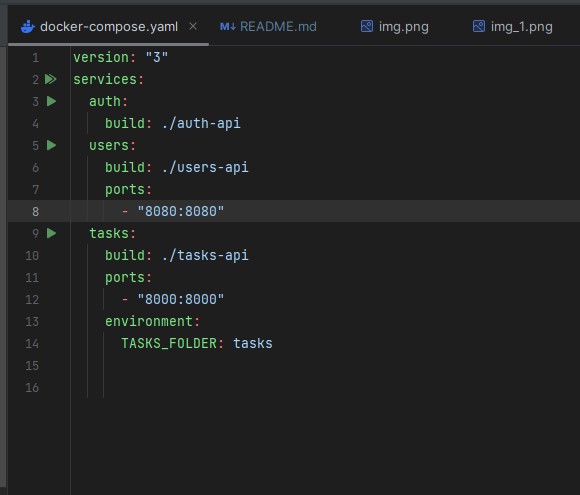 docker-compose.yaml × M↓ README.md img.png img_1.png
1 version: "3"
2 services:
3 auth:
4 build: ./auth-api
5 users:
6 build: ./users-api
7 ports:
8 - "8080:8080"
9 tasks:
10 build: ./tasks-api
11 ports:
12 - "8000:8000"
13 environment:
14 TASKS_FOLDER: tasks
15
16